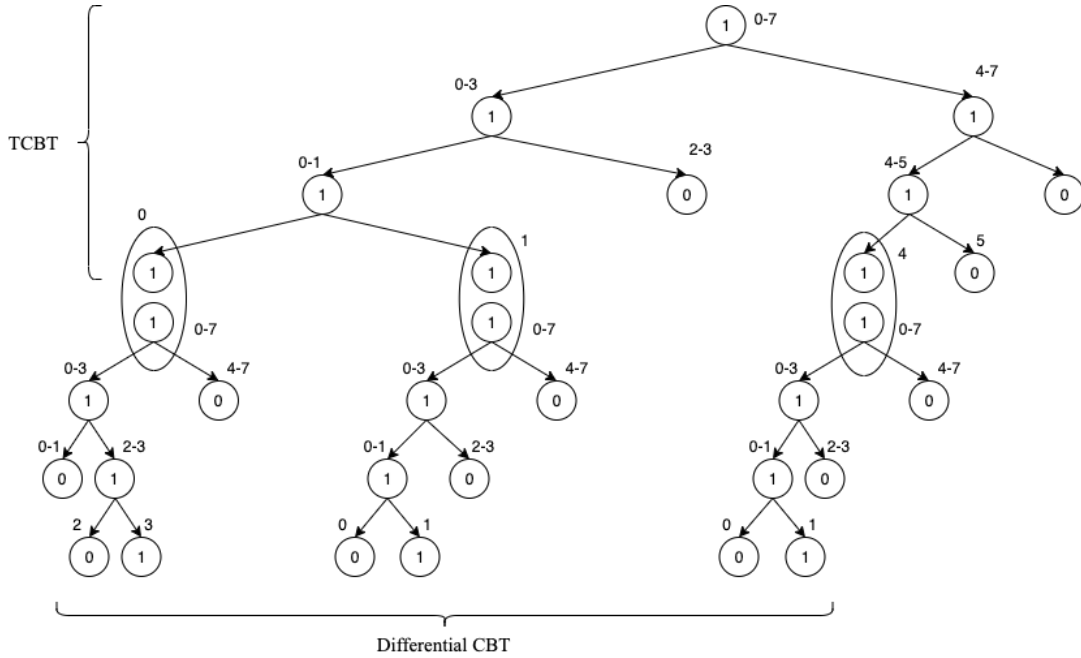 1 0-7
0-3 4-7
1 1
TCBT
0-1 2-3 4-5
1 0 1 0
0 1 4 5
1 1 1 0
1 0-7 1 0-7 1 0-7
0-3 4-7 0-3 4-7 0-3 4-7
1 0 1 0 1 0
0-1 2-3 0-1 2-3 0-1 2-3
0 1 1 0 1 0
2 3 0 1 0 1
0 1 0 1 0 1
Differential CBT